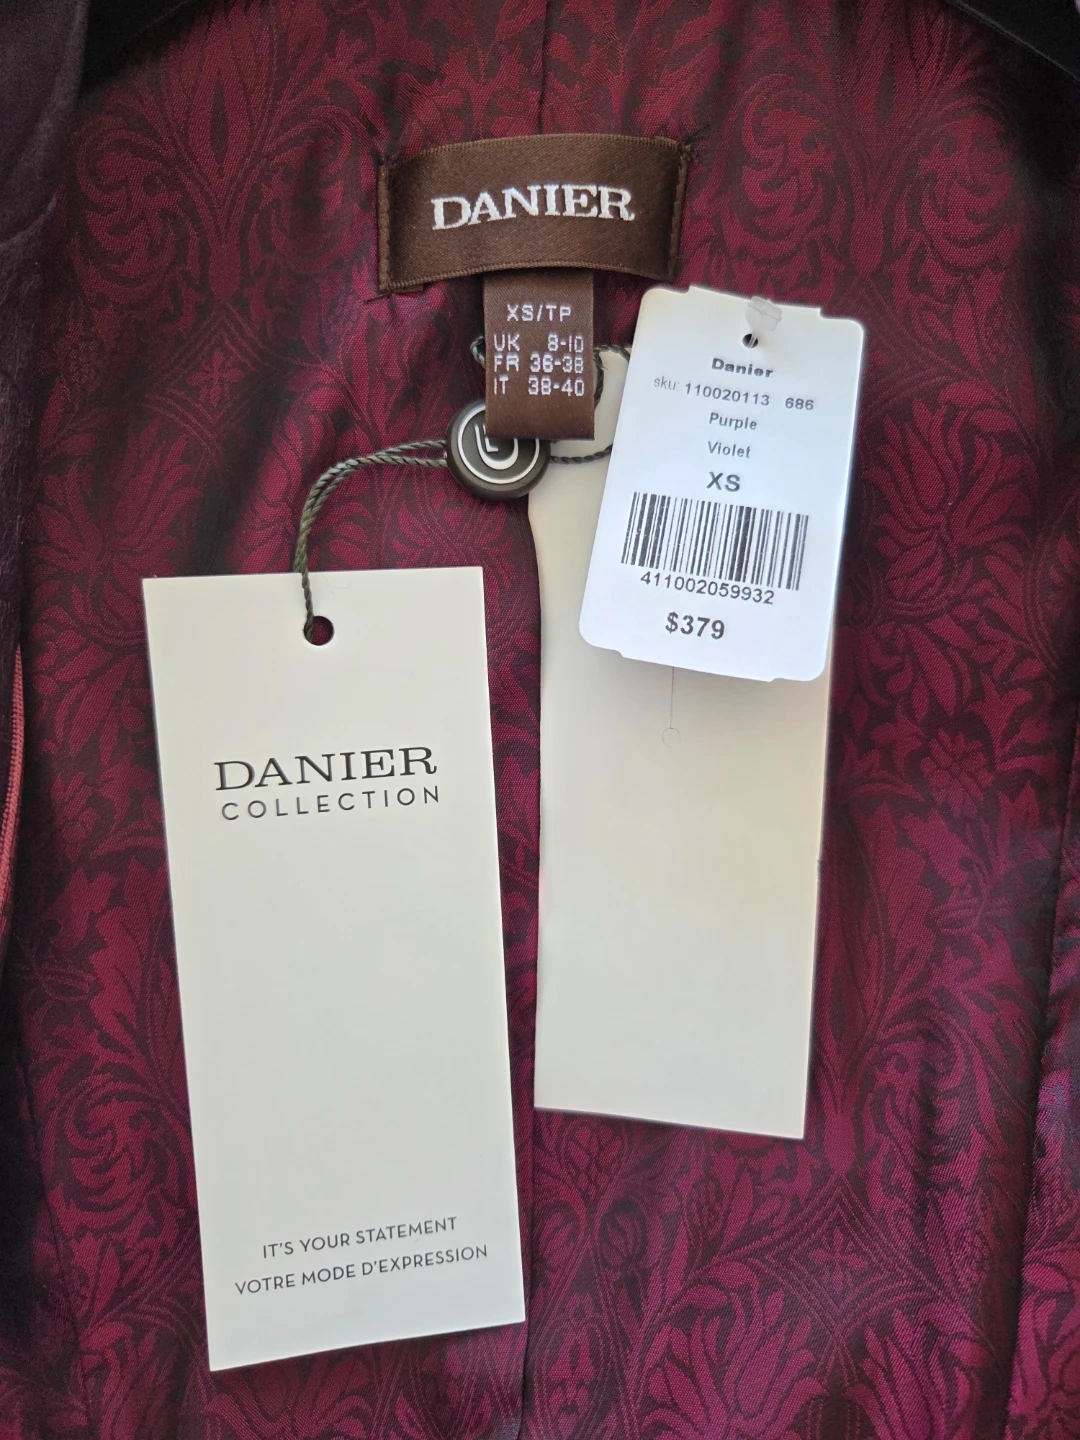 DANIER
XS/TP
UK 8-10
FR 36-38
IT 38-40
Danier
sku: 110020113 686
Purple
Violet
XS
411002059932
$379
DANIER
COLLECTION
IT'S YOUR STATEMENT
VOTRE MODE D'EXPRESSION